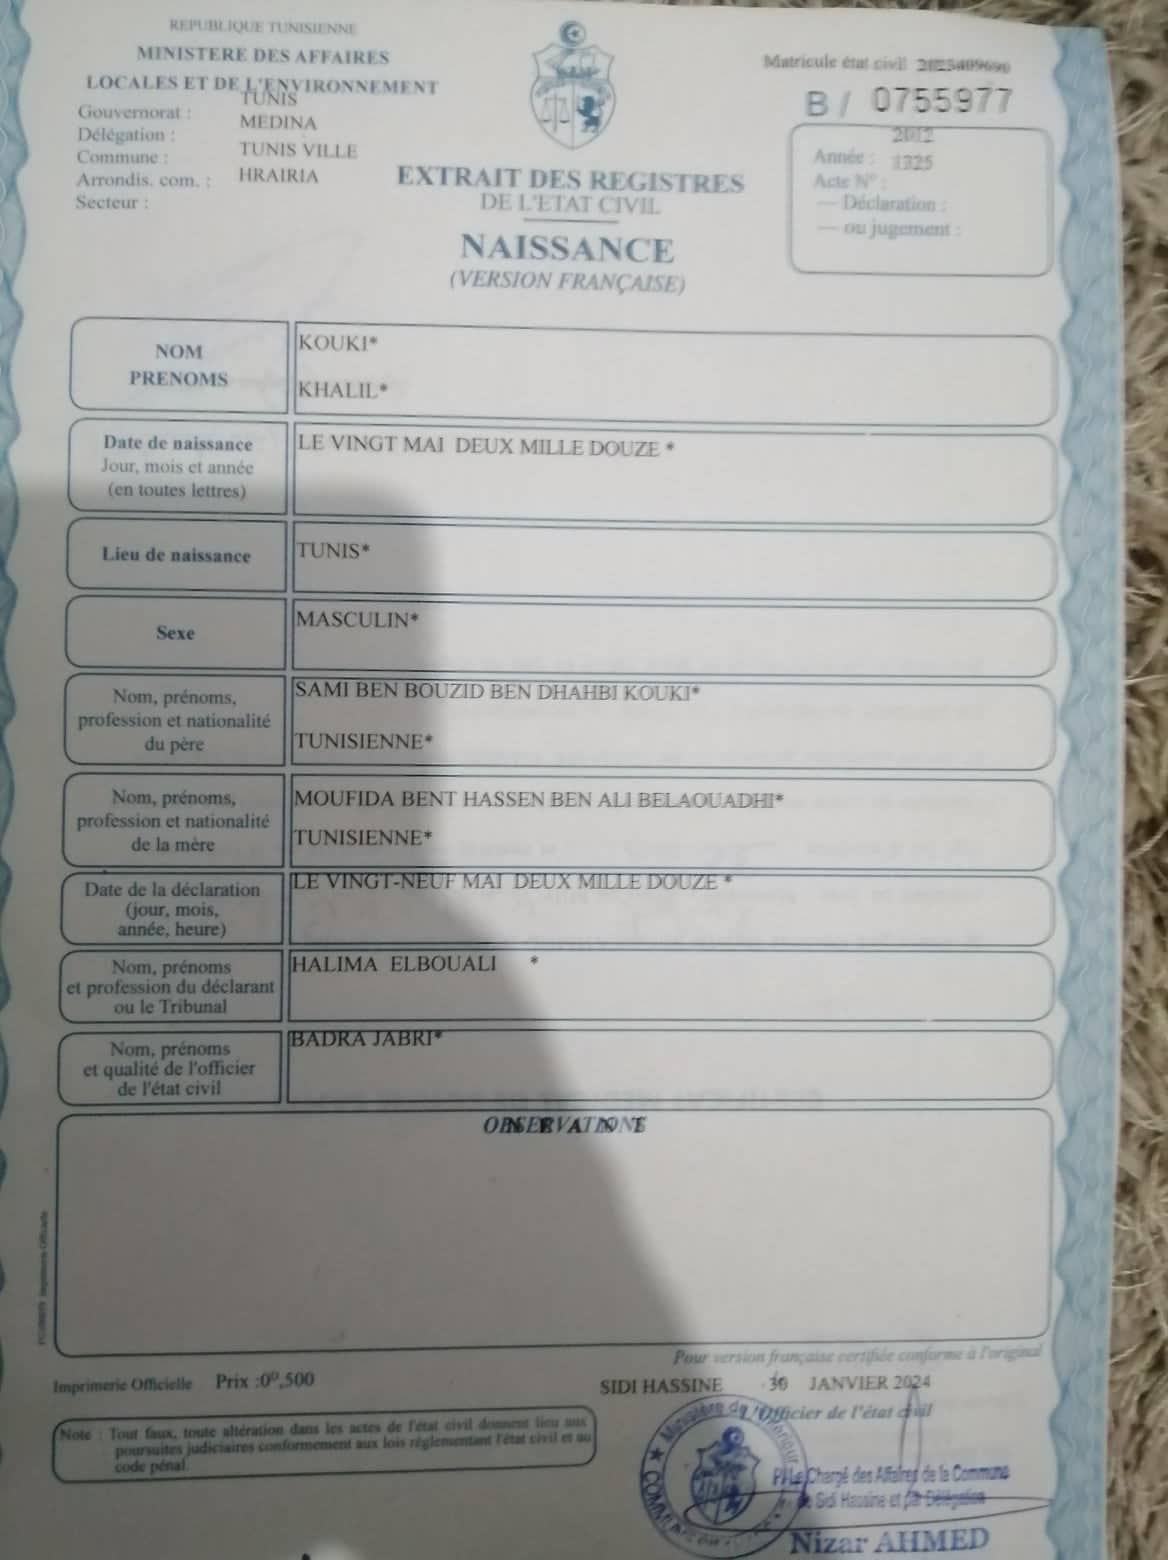 REPUBLIQUE TUNISIENNE
MINISTERE DES AFFAIRES
LOCALES ET DE L'ENVIRONNEMENT
Gouvernorat : TUNIS
Délégation : MEDINA
Commune : TUNIS VILLE
Arrondis. com. : HRAIRIA
Secteur :
Matricule état civil
B / 0755977
2012
Année : 1325
Acte N° :
— Déclaration :
— ou jugement :
EXTRAIT DES REGISTRES
DE L'ETAT CIVIL
NAISSANCE
(VERSION FRANÇAISE)
NOM
PRENOMS
KOUKI*
KHALIL*
Date de naissance
Jour, mois et année
(en toutes lettres)
LE VINGT MAI DEUX MILLE DOUZE *
Lieu de naissance
TUNIS*
Sexe
MASCULIN*
Nom, prénoms,
profession et nationalité
du père
SAMI BEN BOUZID BEN DHAHBI KOUKI*
TUNISIENNE*
Nom, prénoms,
profession et nationalité
de la mère
MOUFIDA BENT HASSEN BEN ALI BELAOUADHI*
TUNISIENNE*
Date de la déclaration
(jour, mois,
année, heure)
LE VINGT-NEUF MAI DEUX MILLE DOUZE *
Nom, prénoms
et profession du déclarant
ou le Tribunal
HALIMA ELBOUALI *
Nom, prénoms
et qualité de l'officier
de l'état civil
BADRA JABRI*
OBSERVATIONS
Pour version française certifiée conforme à l'original
Imprimerie Officielle Prix :0D,500
SIDI HASSINE 30 JANVIER 2024
l'Officier de l'état civil
Note : Tout faux, toute altération dans les actes de l'état civil donnent lieu aux
poursuites judiciaires conformement aux lois réglementant l'état civil et au
code pénal.
P/ Le Chargé des Affaires de la Commune
de Sidi Hassine et par Délégation
Nizar AHMED